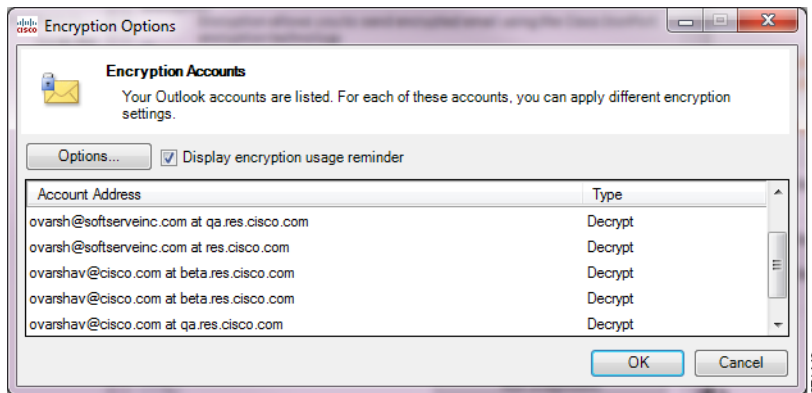 CISCO Encryption Options
Encryption Accounts
Your Outlook accounts are listed. For each of these accounts, you can apply different encryption
settings.
Options... Display encryption usage reminder
Account Address Type
ovarsh@softserveinc.com at qa.res.cisco.com Decrypt
ovarsh@softserveinc.com at res.cisco.com Decrypt
ovarshav@cisco.com at beta.res.cisco.com Decrypt
ovarshav@cisco.com at beta.res.cisco.com Decrypt
ovarshav@cisco.com at qa.res.cisco.com Decrypt
OK Cancel